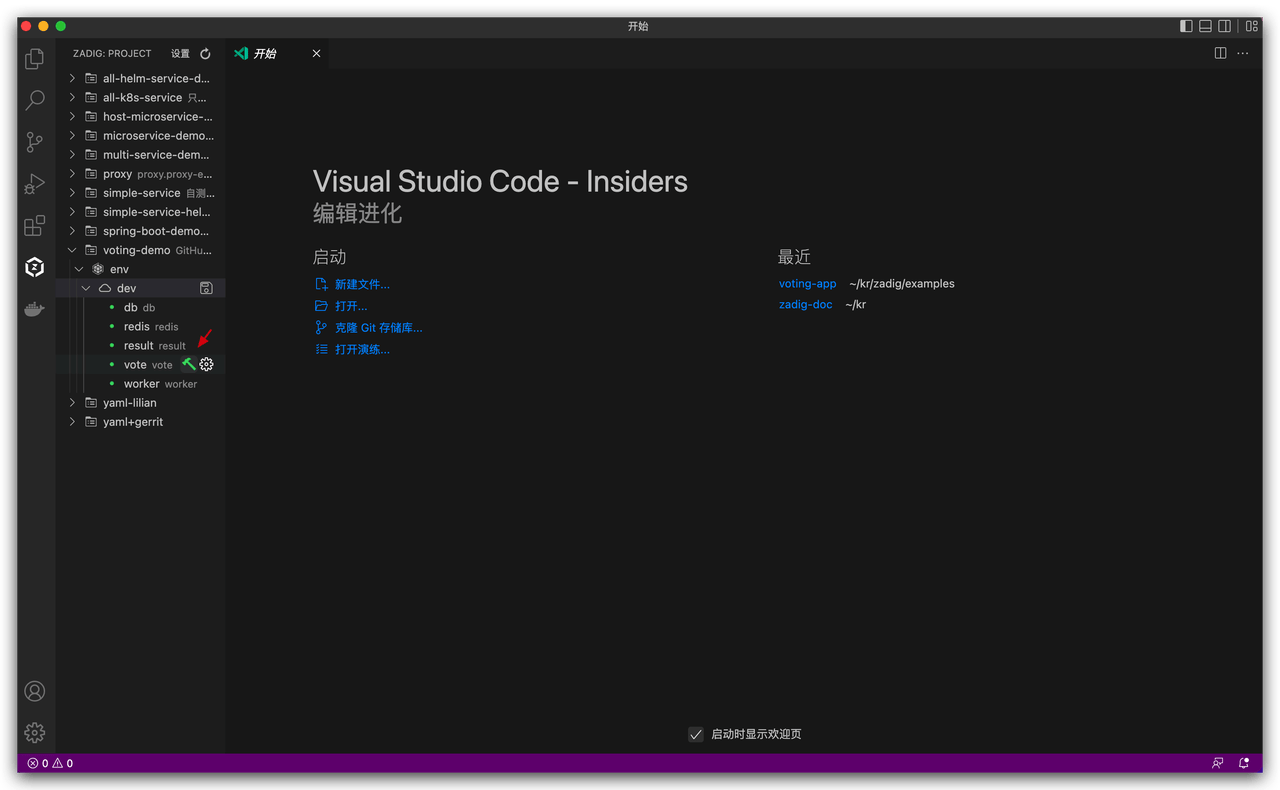 开始
ZADIG: PROJECT 设置
开始
all-helm-service-d...
all-k8s-service 只...
host-microservice-...
microservice-demo...
multi-service-dem...
proxy proxy.proxy-e...
simple-service 自测...
simple-service-hel...
spring-boot-demo...
voting-demo GitHu...
env
dev
db db
redis redis
result result
vote vote
worker worker
yaml-lilian
yaml+gerrit
Visual Studio Code - Insiders
编辑进化
启动
新建文件...
打开...
克隆 Git 存储库...
打开演练...
最近
voting-app ~/kr/zadig/examples
zadig-doc ~/kr
启动时显示欢迎页
0 0